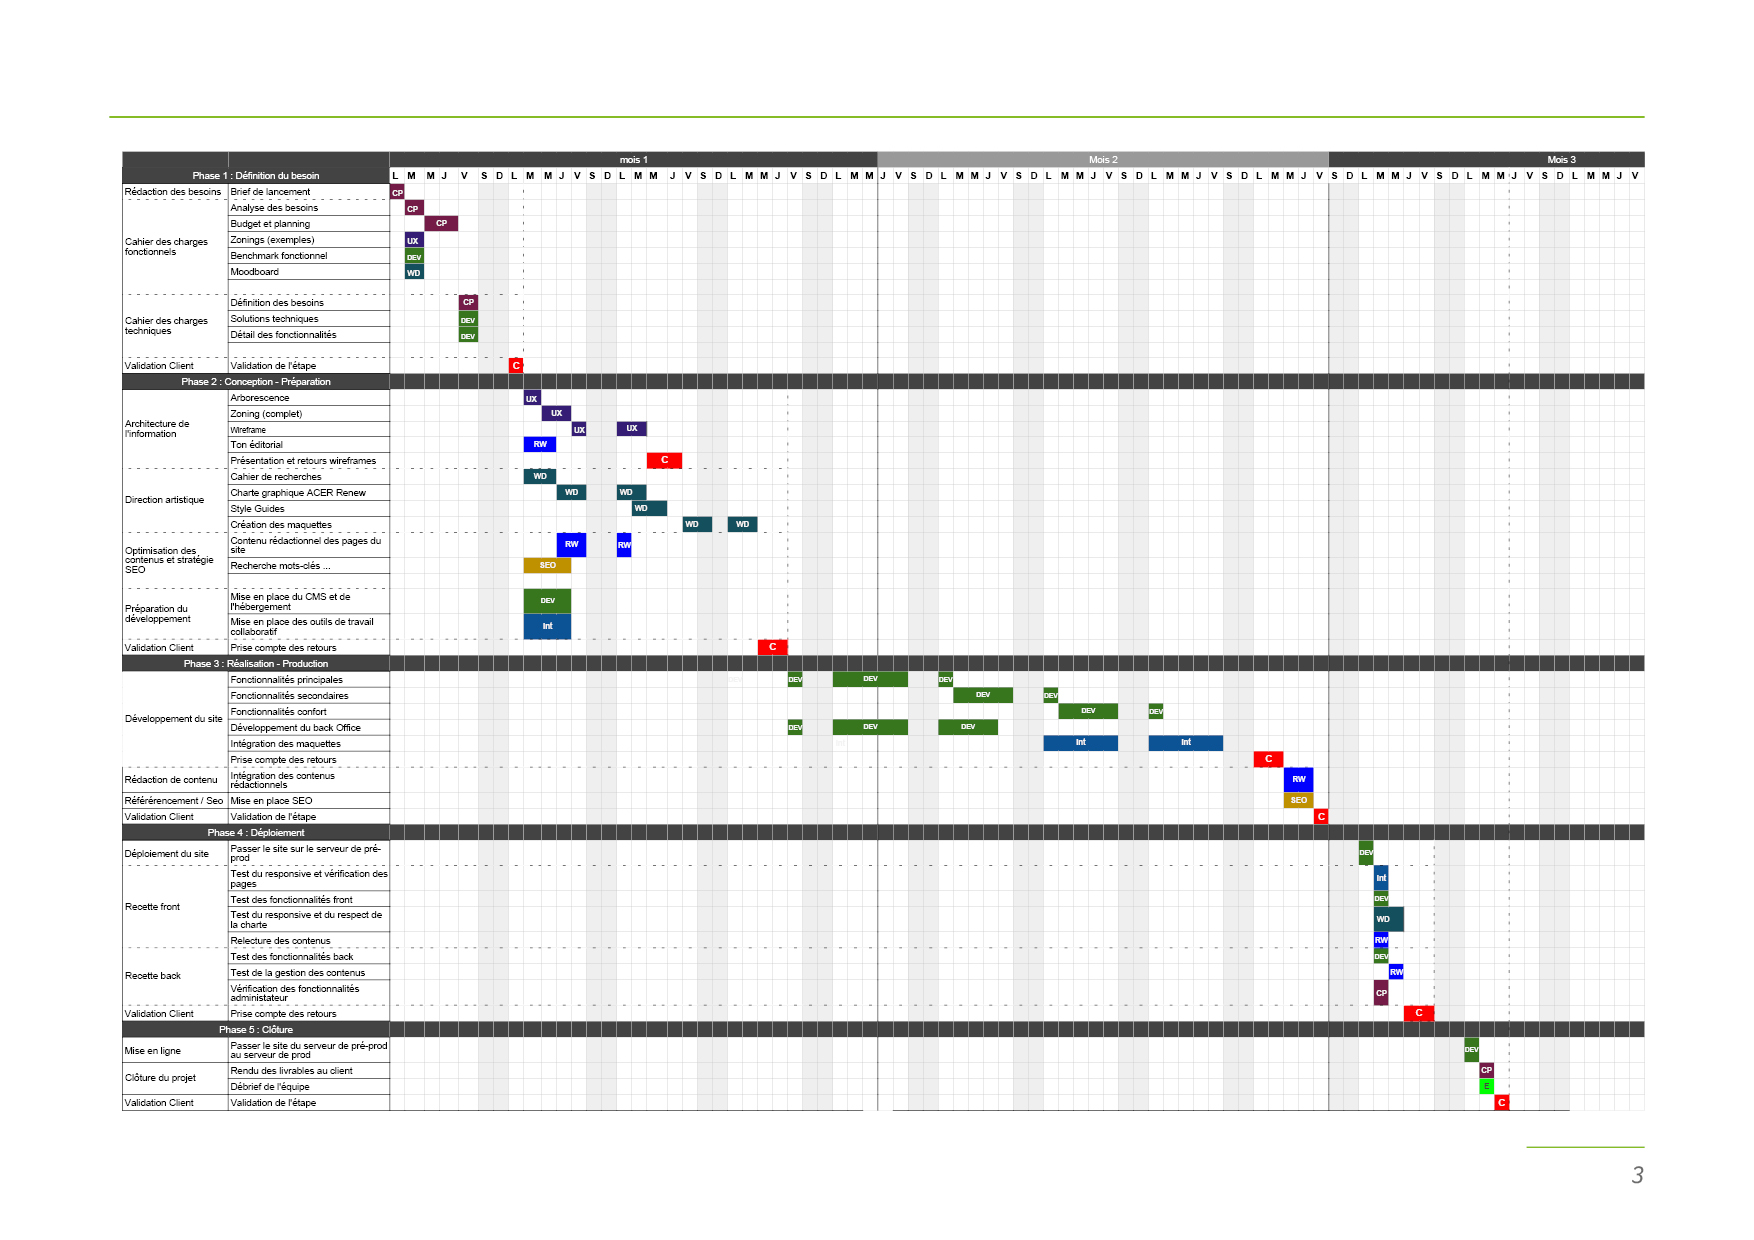 mois 1 Mois 2 Mois 3
Phase 1 : Définition du besoin L M M J V S D L M M J V S D L M M J V S D L M M J V S D L M M J V S D L M M J V S D L M M J V S D L M M J V S D L M M J V S D L M M J V S D L M M J V S D L M M J V
Rédaction des besoins Brief de lancement CP
Analyse des besoins CP
Budget et planning CP
Cahier des charges
fonctionnels
Zonings (exemples) UX
Benchmark fonctionnel DEV
Moodboard WD
Définition des besoins CP
Cahier des charges
techniques
Solutions techniques DEV
Détail des fonctionnalités DEV
Validation Client Validation de l'étape C
Phase 2 : Conception - Préparation
Arborescence UX
Zoning (complet) UX
Architecture de
l'information
Wireframe UX UX
Ton éditorial RW
Présentation et retours wireframes C
Cahier de recherches WD
Direction artistique
Charte graphique ACER Renew WD WD
Style Guides WD
Création des maquettes WD WD
Optimisation des
contenus et stratégie
SEO
Contenu rédactionnel des pages du
site RW RW
Recherche mots-clés ... SEO
Préparation du
développement
Mise en place du CMS et de
l'hébergement DEV
Mise en place des outils de travail
collaboratif Int
Validation Client Prise compte des retours C
Phase 3 : Réalisation - Production
Fonctionnalités principales DEV DEV DEV
Fonctionnalités secondaires DEV DEV
Développement du site
Fonctionnalités confort DEV DEV
Développement du back Office DEV DEV DEV
Intégration des maquettes Int Int
Prise compte des retours C
Rédaction de contenu Intégration des contenus
rédactionnels RW
Référérencement / Seo Mise en place SEO SEO
Validation Client Validation de l'étape C
Phase 4 : Déploiement
Déploiement du site Passer le site sur le serveur de pré-
prod DEV
Recette front
Test du responsive et vérification des
pages Int
Test des fonctionnalités front DEV
Test du responsive et du respect de
la charte WD
Relecture des contenus RW
Recette back
Test des fonctionnalités back DEV
Test de la gestion des contenus RW
Vérification des fonctionnalités
administateur CP
Validation Client Prise compte des retours C
Phase 5 : Clôture
Mise en ligne Passer le site du serveur de pré-prod
au serveur de prod DEV
Clôture du projet
Rendu des livrables au client CP
Débrief de l'équipe E
Validation Client Validation de l'étape C
3